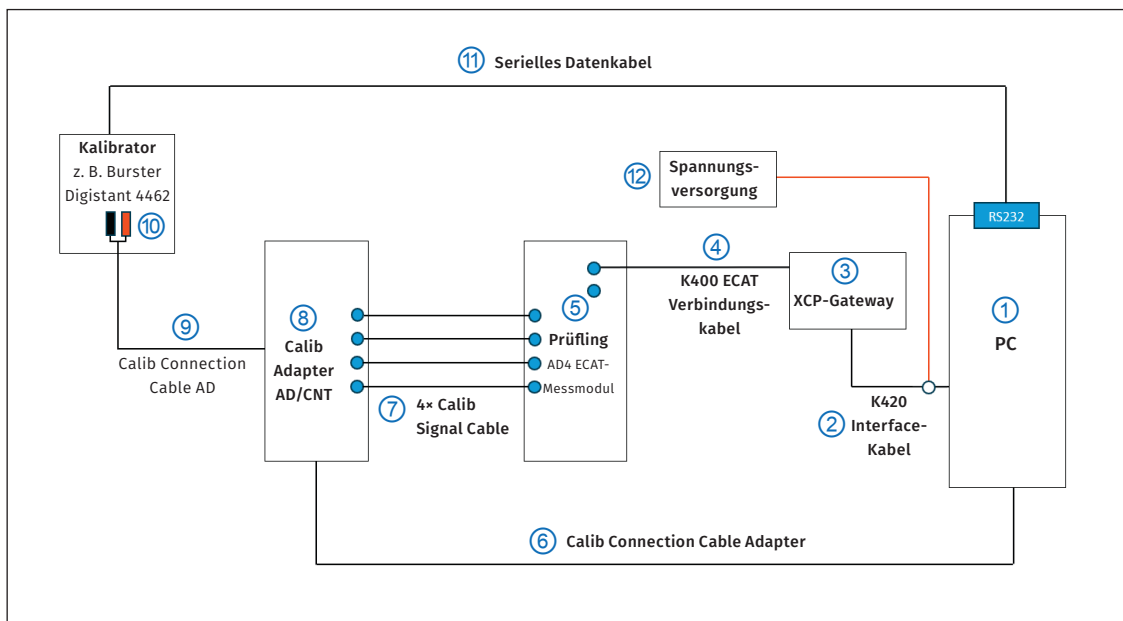 ⑪ Serielles Datenkabel
Kalibrator
z. B. Burster
Digistant 4462
⑩
⑫ Spannungs-
versorgung
RS232
④
K400 ECAT
Verbindungs-
kabel
③
XCP-Gateway
①
PC
⑤
Prüfling
AD4 ECAT-
Messmodul
⑧
Calib
Adapter
AD/CNT
⑨
Calib Connection
Cable AD
⑦ 4× Calib
Signal Cable
② K420
Interface-
Kabel
⑥ Calib Connection Cable Adapter